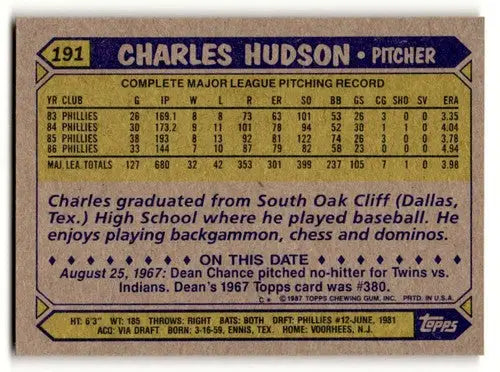 191 CHARLES HUDSON • PITCHER
COMPLETE MAJOR LEAGUE PITCHING RECORD
YR CLUB G IP W L R ER SO BB GS CG SHO SV ERA
83 PHILLIES 26 169.1 8 8 73 63 101 53 26 3 0 0 3.35
84 PHILLIES 30 173.2 9 11 101 78 94 52 30 1 1 0 4.04
85 PHILLIES 38 193 8 13 92 81 122 74 26 3 0 0 3.78
86 PHILLIES 33 144 7 10 87 79 82 58 23 0 0 0 4.94
MAJ. LEA. TOTALS 127 680 32 42 353 301 399 237 105 7 1 0 3.98
Charles graduated from South Oak Cliff (Dallas,
Tex.) High School where he played baseball. He
enjoys playing backgammon, chess and dominos.
ON THIS DATE
August 25, 1967: Dean Chance pitched no-hitter for Twins vs.
Indians. Dean's 1967 Topps card was #380.
C* ©1987 TOPPS CHEWING GUM, INC. PRTD. IN U.S.A.
HT: 6'3" WT: 185 THROWS: RIGHT BATS: BOTH DRAFT: PHILLIES #12-JUNE, 1981
ACQ: VIA DRAFT BORN: 3-16-59, ENNIS, TEX. HOME: VOORHEES, N.J.
TOPPS